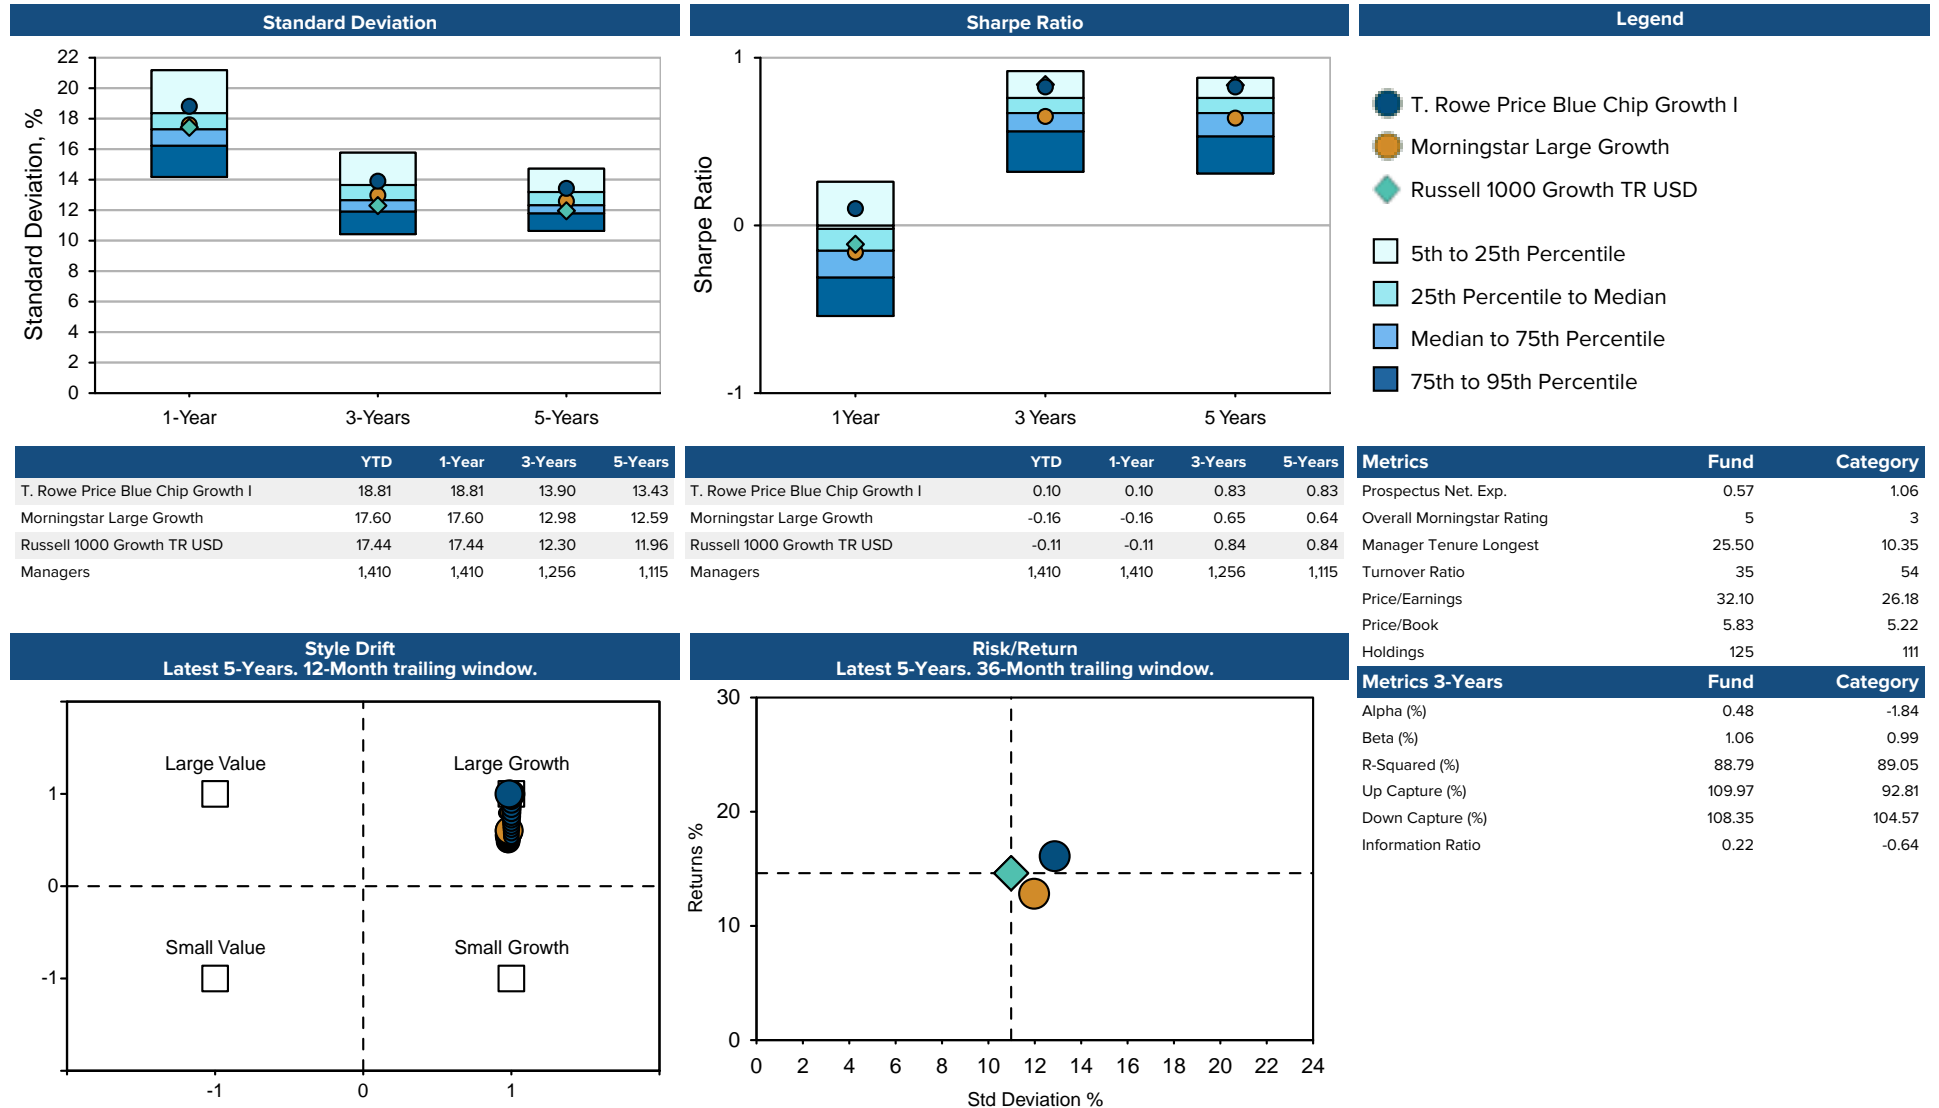 Standard Deviation
22
20
18
16
14
12
10
8
6
4
2
0
Standard Deviation, %
1-Year 3-Years 5-Years
Sharpe Ratio
1
0
-1
Sharpe Ratio
1Year 3 Years 5 Years
Legend
T. Rowe Price Blue Chip Growth I
Morningstar Large Growth
Russell 1000 Growth TR USD
5th to 25th Percentile
25th Percentile to Median
Median to 75th Percentile
75th to 95th Percentile
YTD 1-Year 3-Years 5-Years
T. Rowe Price Blue Chip Growth I 18.81 18.81 13.90 13.43
Morningstar Large Growth 17.60 17.60 12.98 12.59
Russell 1000 Growth TR USD 17.44 17.44 12.30 11.96
Managers 1,410 1,410 1,256 1,115
YTD 1-Year 3-Years 5-Years
T. Rowe Price Blue Chip Growth I 0.10 0.10 0.83 0.83
Morningstar Large Growth -0.16 -0.16 0.65 0.64
Russell 1000 Growth TR USD -0.11 -0.11 0.84 0.84
Managers 1,410 1,410 1,256 1,115
Metrics Fund Category
Prospectus Net. Exp. 0.57 1.06
Overall Morningstar Rating 5 3
Manager Tenure Longest 25.50 10.35
Turnover Ratio 35 54
Price/Earnings 32.10 26.18
Price/Book 5.83 5.22
Holdings 125 111
Metrics 3-Years Fund Category
Alpha (%) 0.48 -1.84
Beta (%) 1.06 0.99
R-Squared (%) 88.79 89.05
Up Capture (%) 109.97 92.81
Down Capture (%) 108.35 104.57
Information Ratio 0.22 -0.64
Style Drift
Latest 5-Years. 12-Month trailing window.
Large Value Large Growth
1
0
Small Value Small Growth
-1
-1 0 1
Risk/Return
Latest 5-Years. 36-Month trailing window.
30
20
10
0
Returns %
0 2 4 6 8 10 12 14 16 18 20 22 24
Std Deviation %